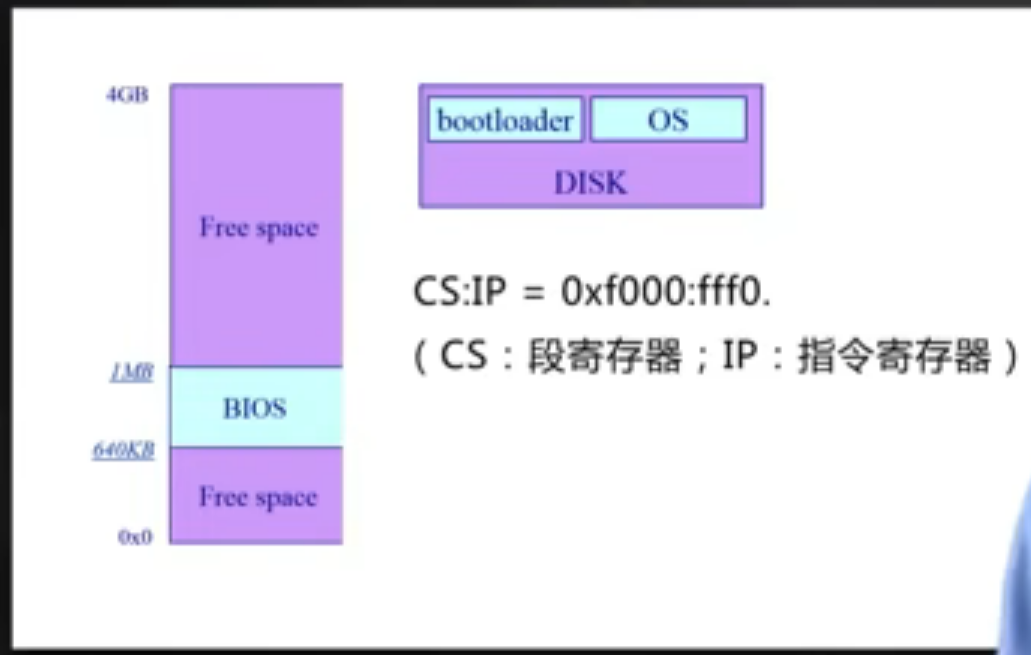 4GB
Free space
1MB
BIOS
640KB
Free space
0x0
bootloader
OS
DISK
CS:IP = 0xf000:fff0.
( CS : 段寄存器 ; IP : 指令寄存器 )